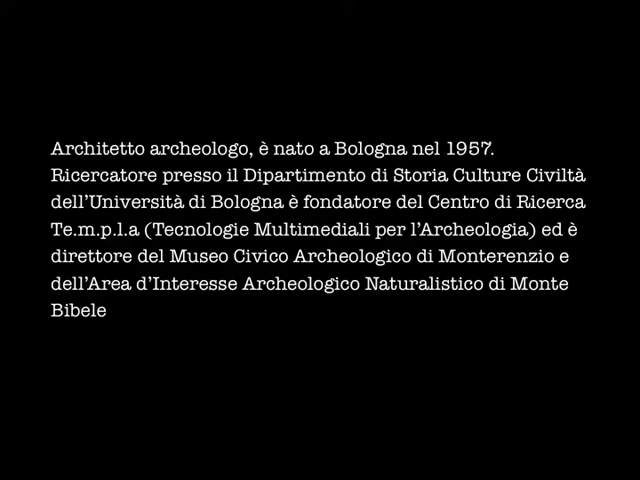 Architetto archeologo, è nato a Bologna nel 1957.
Ricercatore presso il Dipartimento di Storia Culture Civiltà
dell'Università di Bologna è fondatore del Centro di Ricerca
Te.m.p.l.a (Tecnologie Multimediali per l'Archeologia) ed è
direttore del Museo Civico Archeologico di Monterenzio e
dell'Area d'Interesse Archeologico Naturalistico di Monte
Bibele